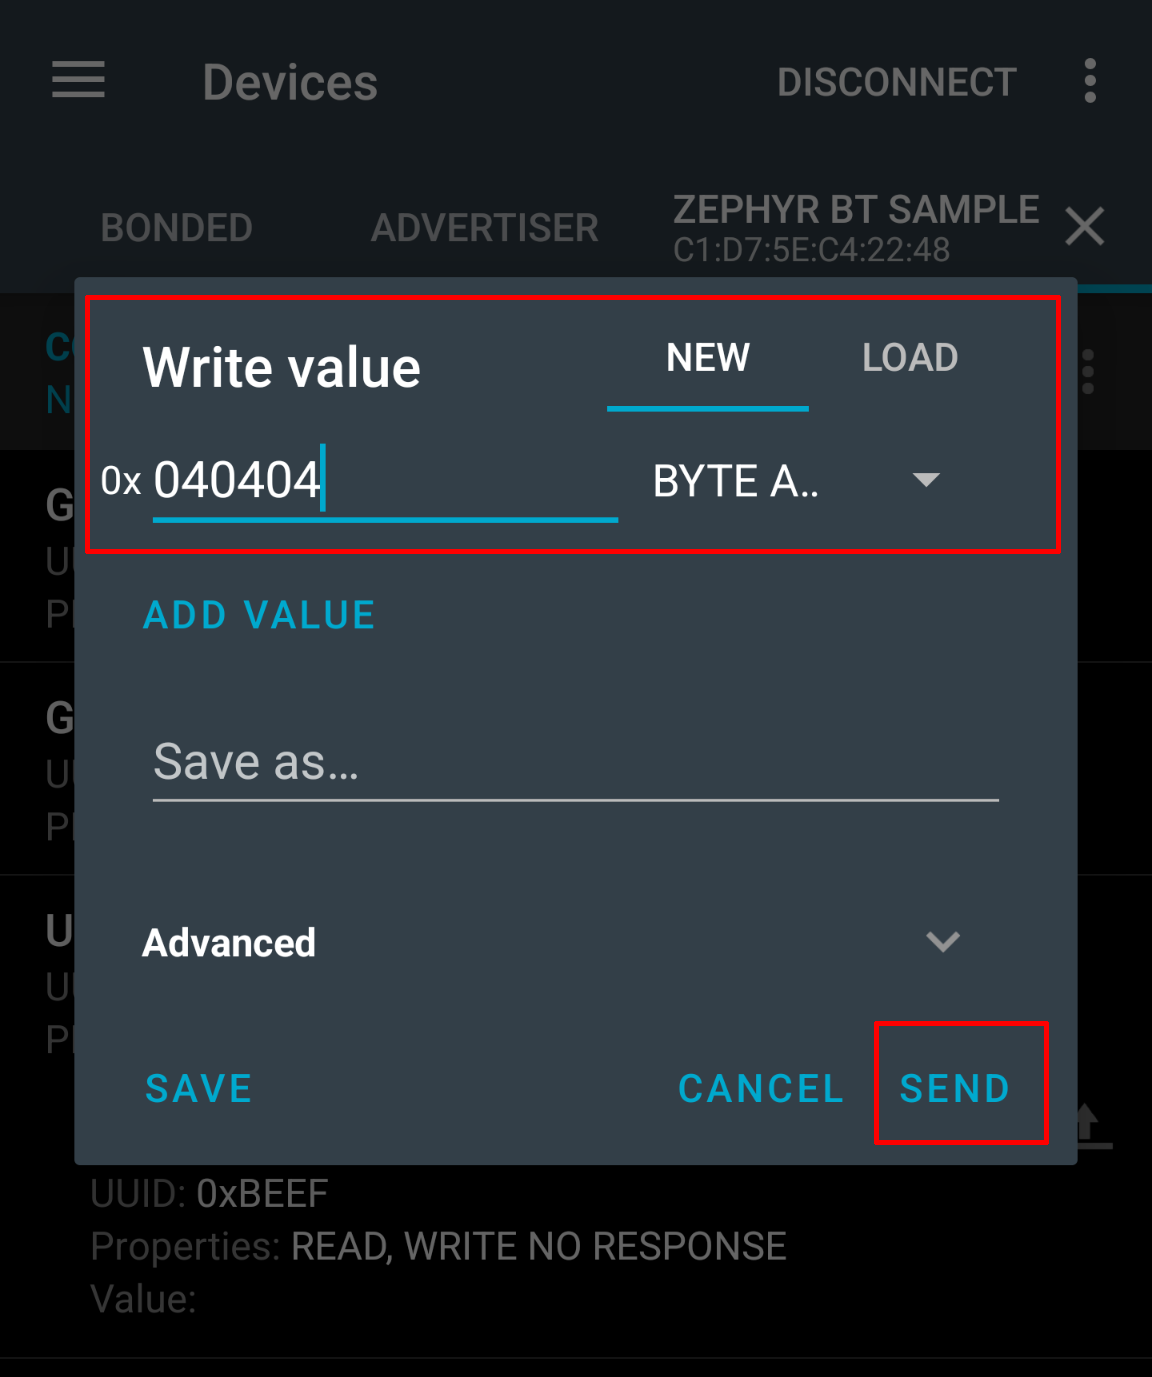 Devices DISCONNECT
BONDED ADVERTISER ZEPHYR BT SAMPLE
C1:D7:5E:C4:22:48
Write value NEW LOAD
0x 040404 BYTE A..
ADD VALUE
Save as...
Advanced
SAVE CANCEL SEND
UUID: 0xBEEF
Properties: READ, WRITE NO RESPONSE
Value: